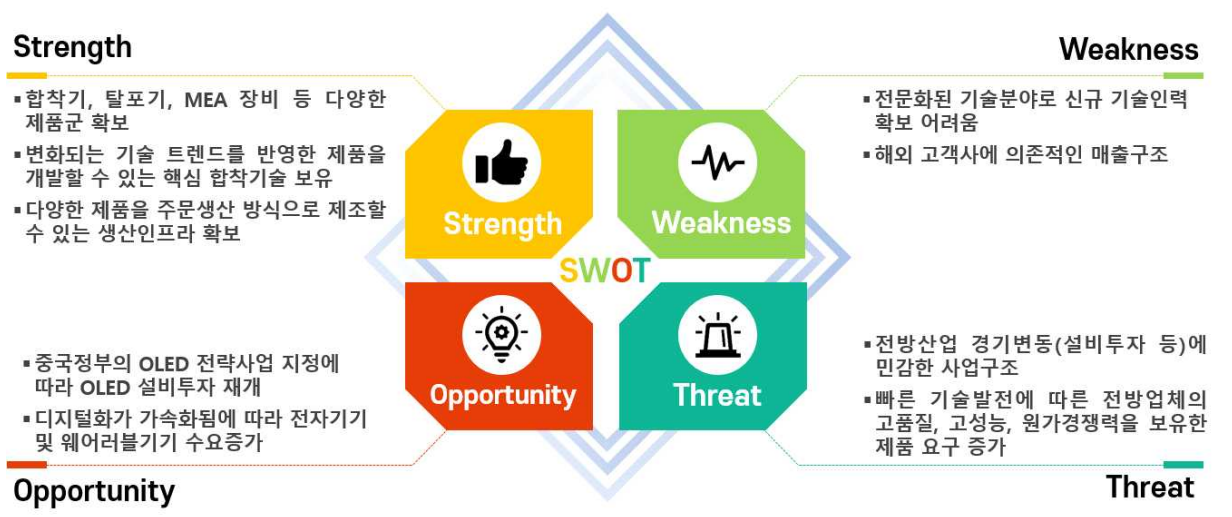 Strength
▪합착기, 탈포기, MEA 장비 등 다양한
제품군 확보
▪변화되는 기술 트렌드를 반영한 제품을
개발할 수 있는 핵심 합착기술 보유
▪다양한 제품을 주문생산 방식으로 제조할
수 있는 생산인프라 확보
Weakness
▪전문화된 기술분야로 신규 기술인력
확보 어려움
▪해외 고객사에 의존적인 매출구조
Strength
Weakness
SWOT
Opportunity
Threat
▪중국정부의 OLED 전략사업 지정에
따라 OLED 설비투자 재개
▪디지털화가 가속화됨에 따라 전자기기
및 웨어러블기기 수요증가
Opportunity
▪전방산업 경기변동(설비투자 등)에
민감한 사업구조
▪빠른 기술발전에 따른 전방업체의
고품질, 고성능, 원가경쟁력을 보유한
제품 요구 증가
Threat